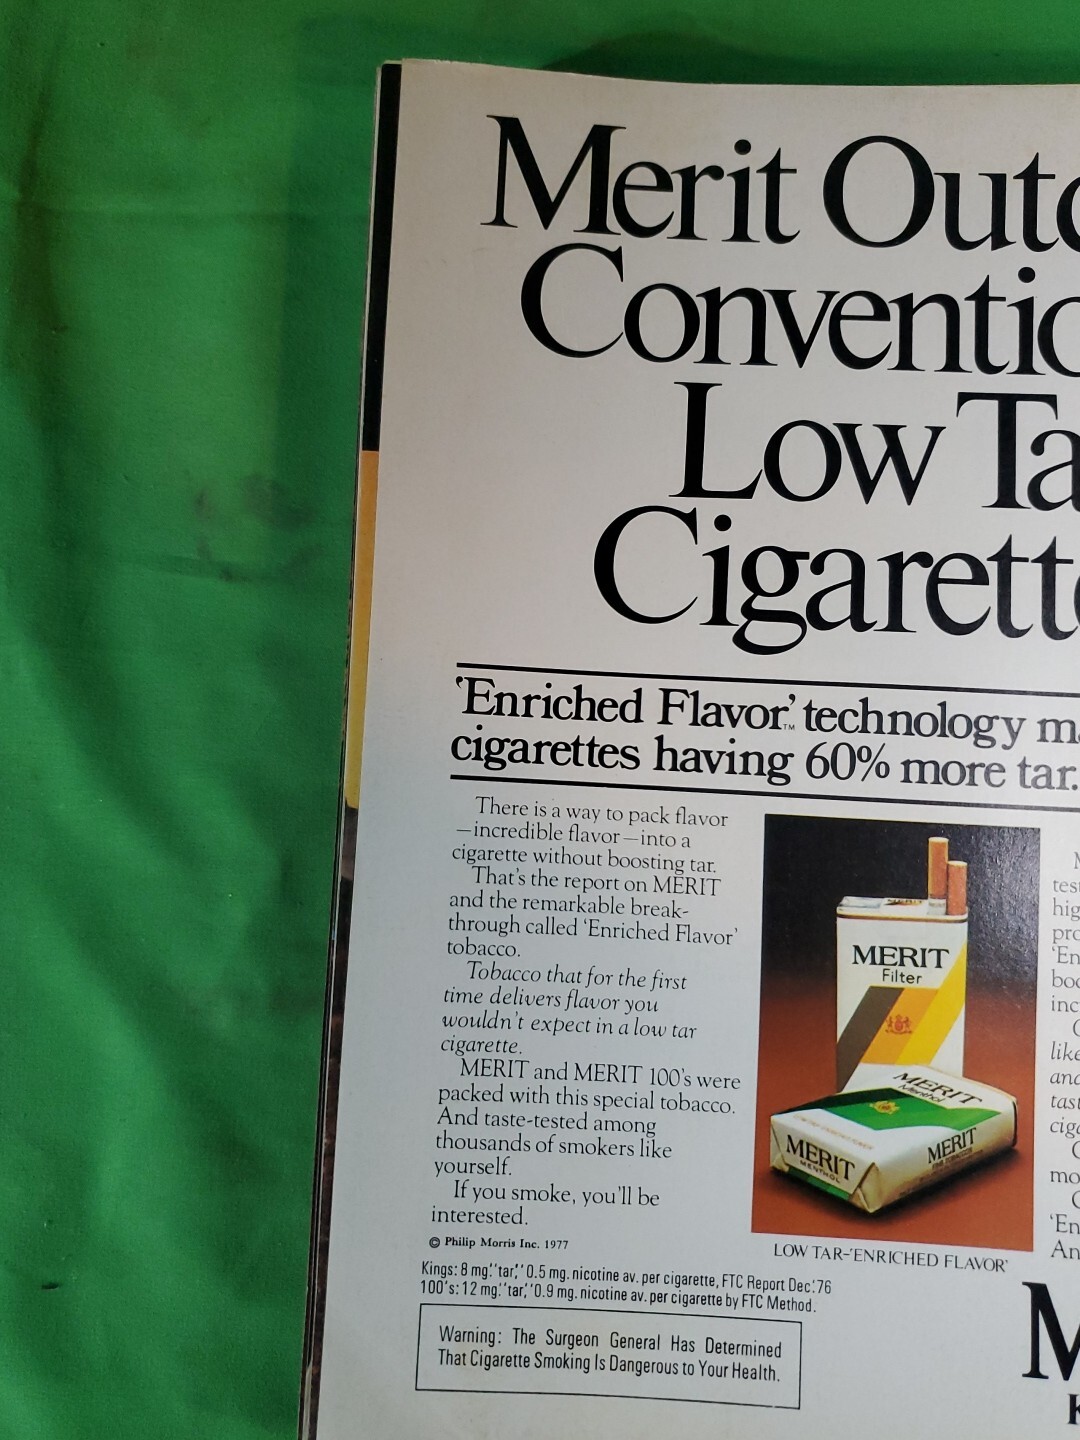 Merit
Low
'Enriched Flavor,'™ technology
cigarettes having 60% more tar.
There is a way to pack flavor
—incredible flavor—into a
cigarette without boosting tar.
That's the report on MERIT
and the remarkable break-
through called 'Enriched Flavor'
tobacco.
Tobacco that for the first
time delivers flavor you
wouldn't expect in a low tar
cigarette.
MERIT and MERIT 100's were
packed with this special tobacco.
And taste-tested among
thousands of smokers like
yourself.
If you smoke, you'll be
interested.
© Philip Morris Inc. 1977
MERIT
Filter
MERIT
Menthol
MERIT
MENTHOL
MERIT
LOW TAR-'ENRICHED FLAVOR'
Kings: 8 mg.''tar,'' 0.5 mg. nicotine av. per cigarette, FTC Report Dec.'76
100's: 12 mg.''tar,'' 0.9 mg. nicotine av. per cigarette by FTC Method.
Warning: The Surgeon General Has Determined
That Cigarette Smoking Is Dangerous to Your Health.